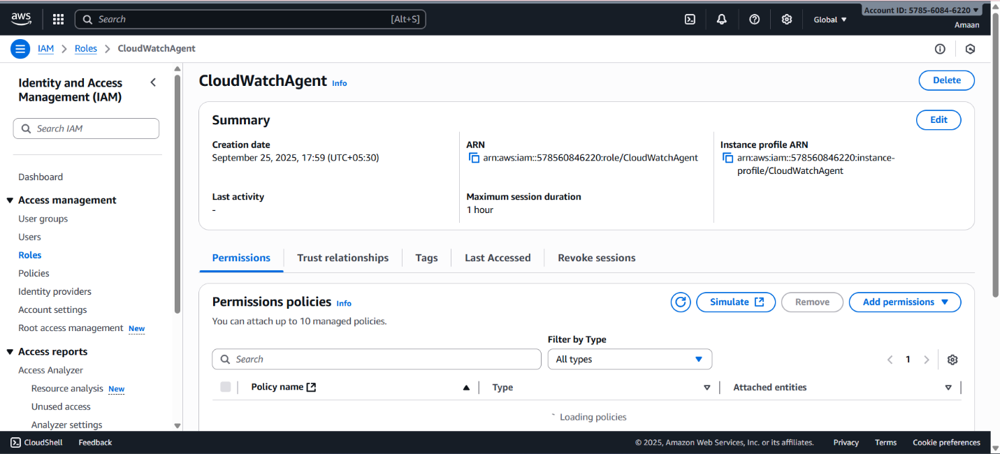 aws
Search [Alt+S]
Account ID: 5785-6084-6220
Global
Amaan
IAM Roles CloudWatchAgent
Identity and Access
Management (IAM)
Search IAM
Dashboard
Access management
User groups
Users
Roles
Policies
Identity providers
Account settings
Root access management New
Access reports
Access Analyzer
Resource analysis New
Unused access
Analyzer settings
CloudWatchAgent Info
Delete
Summary
Edit
Creation date
September 25, 2025, 17:59 (UTC+05:30)
ARN
arn:aws:iam::578560846220:role/CloudWatchAgent
Instance profile ARN
arn:aws:iam::578560846220:instance-
profile/CloudWatchAgent
Last activity
-
Maximum session duration
1 hour
Permissions Trust relationships Tags Last Accessed Revoke sessions
Permissions policies Info
Simulate Remove Add permissions
You can attach up to 10 managed policies.
Filter by Type
Search All types 1
Policy name Type Attached entities
Loading policies
CloudShell Feedback © 2025, Amazon Web Services, Inc. or its affiliates. Privacy Terms Cookie preferences